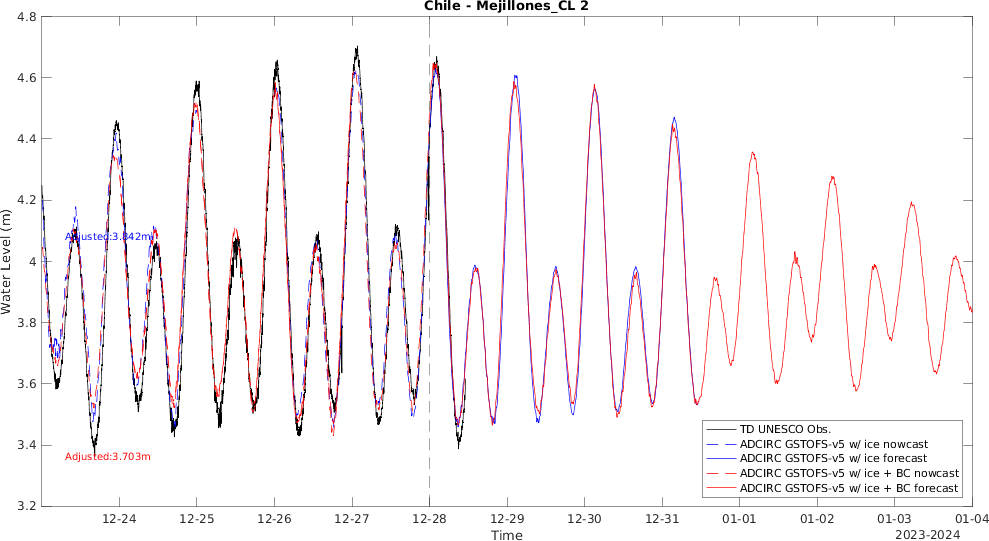 Chile - Mejillones_CL 2
4.8
4.6
4.4
4.2
4
3.8
3.6
3.4
3.2
Water Level (m)
Adjusted:3.842m
Adjusted:3.703m
TD UNESCO Obs.
ADCIRC GSTOFS-v5 w/ ice nowcast
ADCIRC GSTOFS-v5 w/ ice forecast
ADCIRC GSTOFS-v5 w/ ice + BC nowcast
ADCIRC GSTOFS-v5 w/ ice + BC forecast
12-24 12-25 12-26 12-27 12-28 12-29 12-30 12-31 01-01 01-02 01-03 01-04
Time
2023-2024